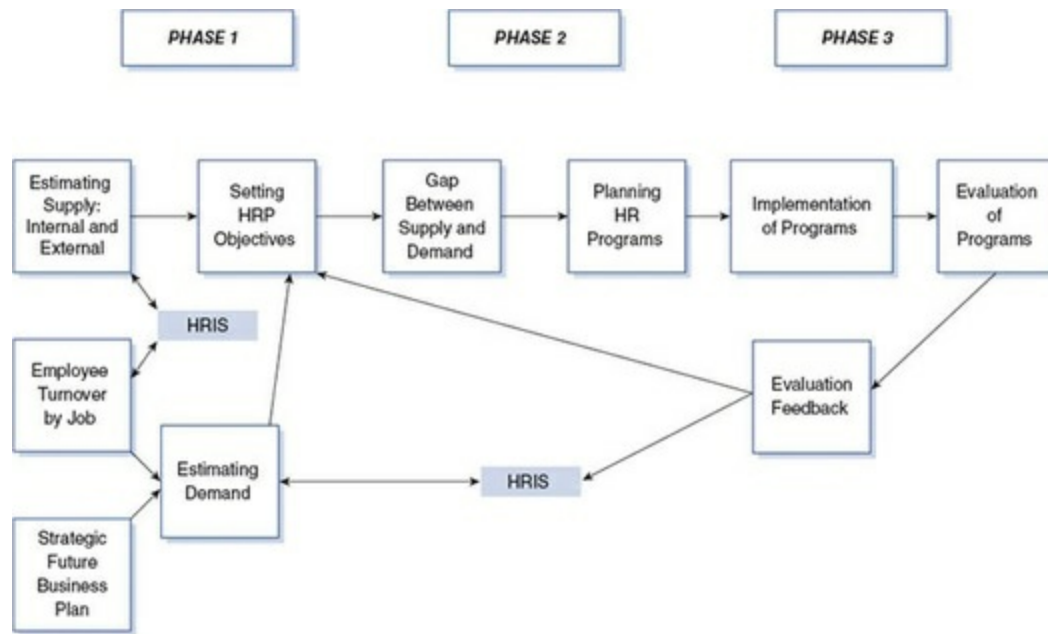 PHASE 1
PHASE 2
PHASE 3
Estimating
Supply:
Internal and
External
Setting
HRP
Objectives
Gap
Between
Supply and
Demand
Planning
HR
Programs
Implementation
of Programs
Evaluation
of
Programs
HRIS
Employee
Turnover
by Job
Evaluation
Feedback
Estimating
Demand
HRIS
Strategic
Future
Business
Plan